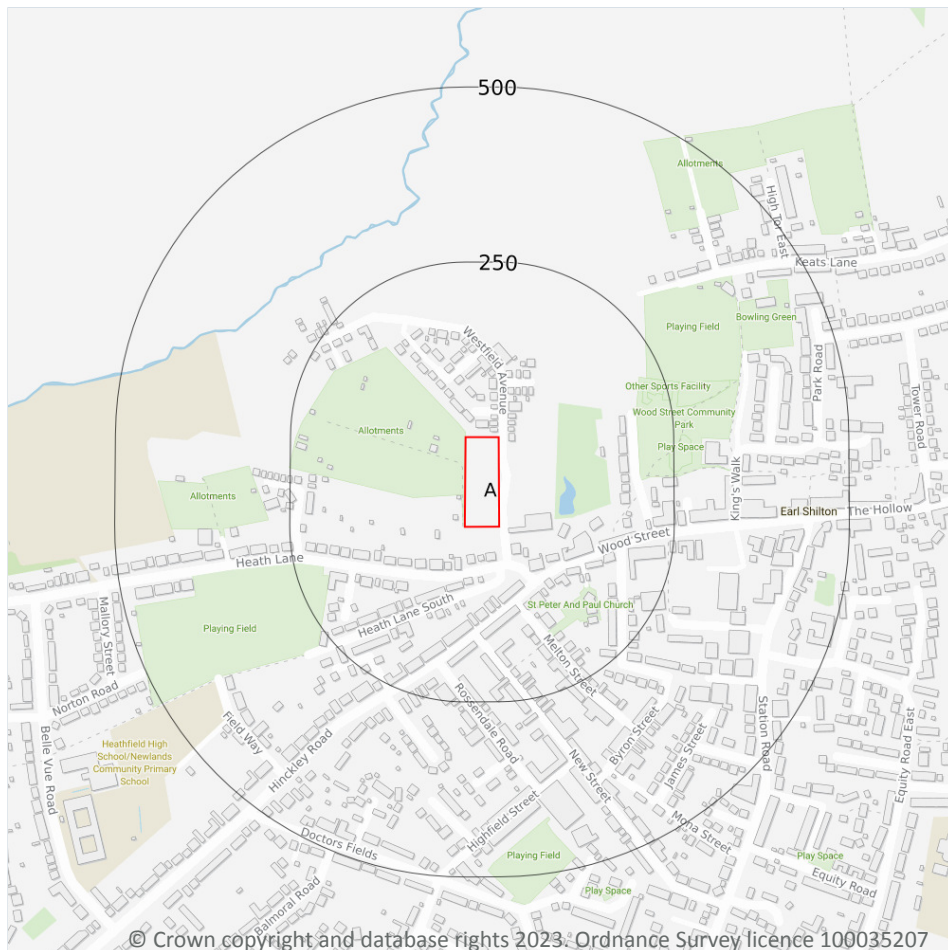 500
Allotments
High Tor East
Keats Lane
250
Bowling Green
Playing Field
Westfield
Avenue
Park Road
Other Sports Facility
Tower Road
Wood Street Community
Park
Allotments
Play Space
King's Walk
A
Allotments
Earl Shilton
The Hollow
Wood Street
Heath Lane
St Peter And Paul Church
Heath Lane South
Mallory Street
Playing Field
Melton Street
Norton Road
Rossendale Road
Field Way
Byron Street
Station Road
Belle Vue Road
Hinckley Road
James Street
Equity Road East
Heathfield High
School/Newlands
Community Primary
School
New Street
Highfield Street
Mona Street
Doctors Fields
Playing Field
Play Space
Equity Road
Play Space
Balmoral Road
© Crown copyright and database rights 2023. Ordnance Survey licence 100035207